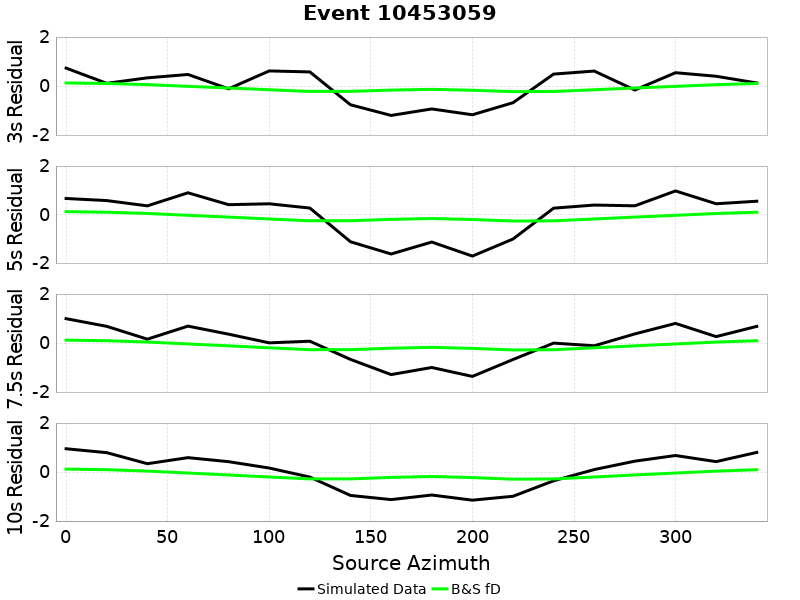 Event 10453059
3s Residual
2
0
-2
5s Residual
2
0
-2
7.5s Residual
2
0
-2
10s Residual
2
0
-2
0 50 100 150 200 250 300
Source Azimuth
Simulated Data B&S fD